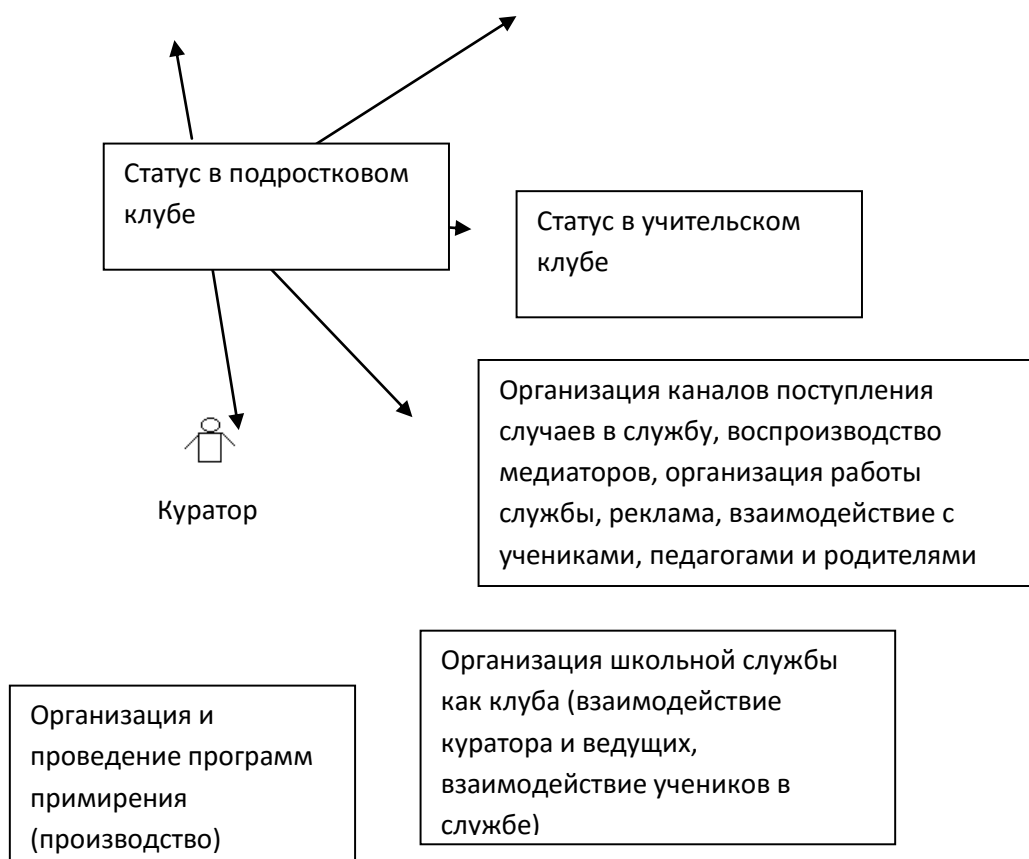 Статус в подростковом
клубе
Статус в учительском
клубе
Организация каналов поступления
случаев в службу, воспроизводство
медиаторов, организация работы
службы, реклама, взаимодействие с
учениками, педагогами и родителями
Куратор
Организация школьной службы
как клуба (взаимодействие
куратора и ведущих,
взаимодействие учеников в
службе)
Организация и
проведение программ
примирения
(производство)